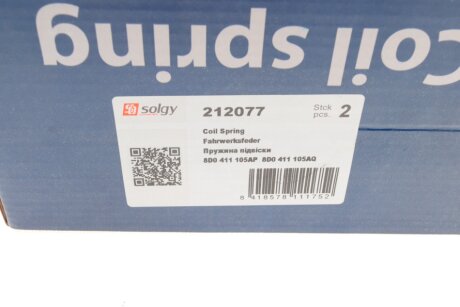 Coil spring
solgy 212077 Stck pcs. 2
Coil Spring
Fahrwerksfeder
Пружина підвіски
8D0 411 105AP 8D0 411 105AQ
8 418578 111752